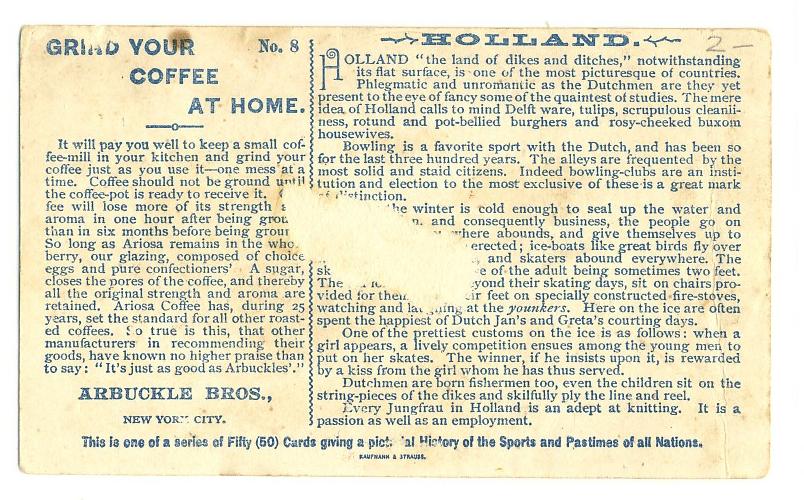 GRIND YOUR No. 8
COFFEE
AT HOME.
It will pay you well to keep a small cof-
fee-mill in your kitchen and grind your
coffee just as you use it—one mess at a
time. Coffee should not be ground until
the coffee-pot is ready to receive it.
fee will lose more of its strength
aroma in one hour after being
than in six months before being
So long as Ariosa remains in the
berry, our glazing, composed of choice
eggs and pure confectioners' A sugar,
closes the pores of the coffee, and thereby
all the original strength and aroma are
retained. Ariosa Coffee has, during 25
years, set the standard for all other roast-
ed coffees. So true is this, that other
manufacturers in recommending their
goods, have known no higher praise than
to say: "It's just as good as Arbuckles'."
ARBUCKLE BROS.,
NEW YORK CITY.
HOLLAND.
2-
HOLLAND "the land of dikes and ditches," notwithstanding
its flat surface, is one of the most picturesque of countries.
Phlegmatic and unromantic as the Dutchmen are they yet
present to the eye of fancy some of the quaintest of studies. The mere
idea of Holland calls to mind Delft ware, tulips, scrupulous cleanli-
ness, rotund and pot-bellied burghers and rosy-cheeked buxom
housewives.
Bowling is a favorite sport with the Dutch, and has been so
for the last three hundred years. The alleys are frequented by the
most solid and staid citizens. Indeed bowling-clubs are an insti-
tution and election to the most exclusive of these is a great mark
of distinction.
the winter is cold enough to seal up the water and
and consequently business, the people go on
where abounds, and give themselves up to
erected; ice-boats like great birds fly over
and skaters abound everywhere. The
of the adult being sometimes two feet.
The beyond their skating days, sit on chairs pro-
vided for them feet on specially constructed fire-stoves,
watching and laughing at the younkers. Here on the ice are often
spent the happiest of Dutch Jan's and Greta's courting days.
One of the prettiest customs on the ice is as follows: when a
girl appears, a lively competition ensues among the young men to
put on her skates. The winner, if he insists upon it, is rewarded
by a kiss from the girl whom he has thus served.
Dutchmen are born fishermen too, even the children sit on the
string-pieces of the dikes and skilfully ply the line and reel.
Every Jungfrau in Holland is an adept at knitting. It is a
passion as well as an employment.
This is one of a series of Fifty (50) Cards giving a pictorial History of the Sports and Pastimes of all Nations.
KAUFMANN & STRAUSS.